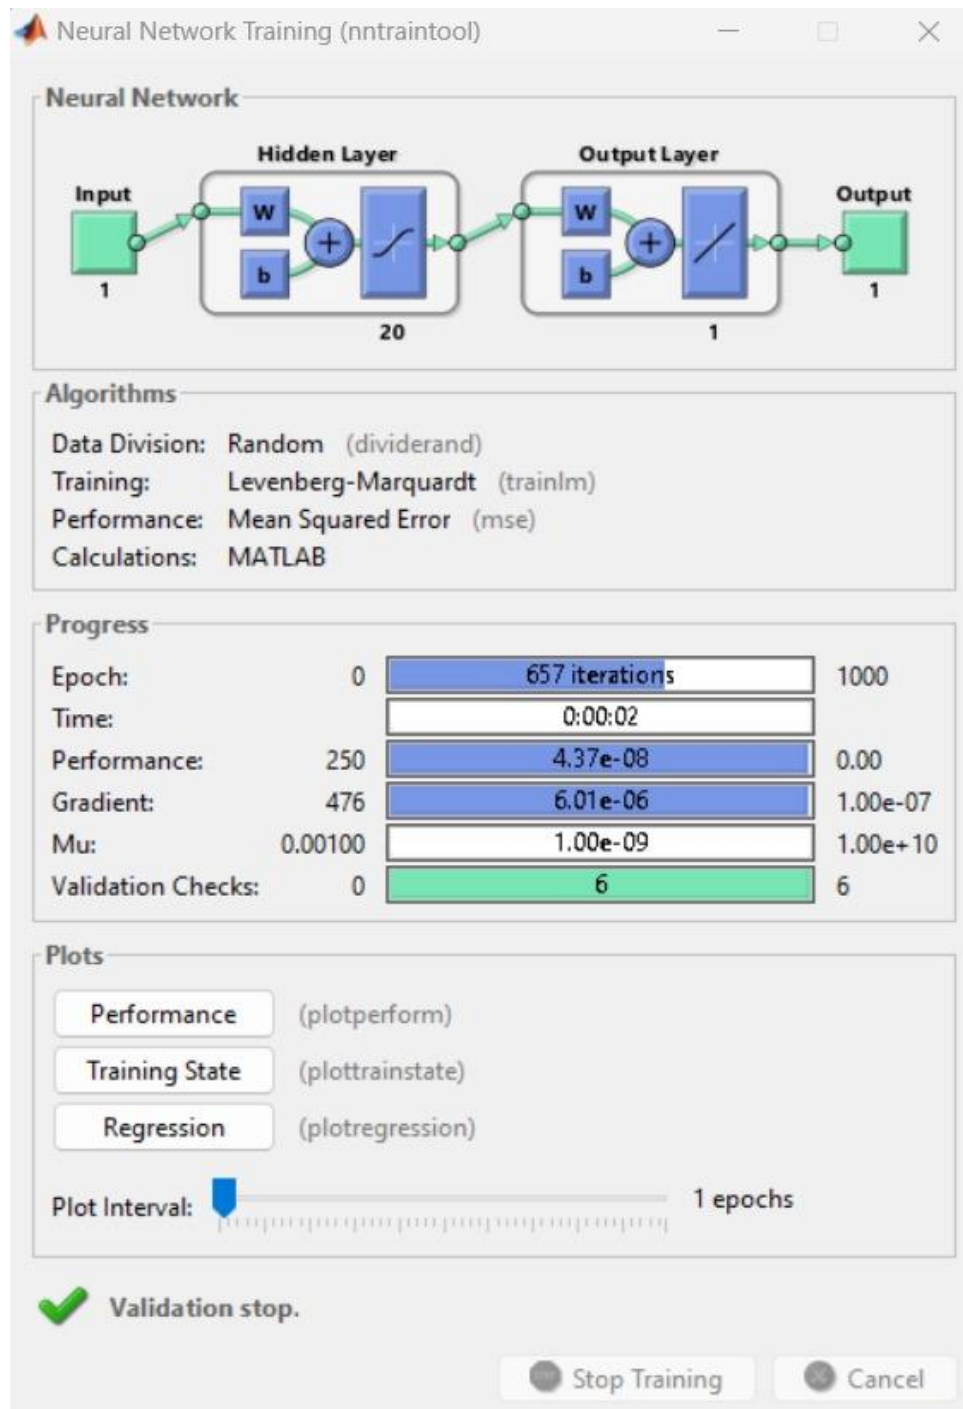 Neural Network Training (nntraintool)
Neural Network
Hidden Layer
Output Layer
Input
Output
W
b
W
b
1
20
1
1
Algorithms
Data Division: Random (dividerand)
Training: Levenberg-Marquardt (trainlm)
Performance: Mean Squared Error (mse)
Calculations: MATLAB
Progress
Epoch: 0 657 iterations 1000
Time: 0:00:02
Performance: 250 4.37e-08 0.00
Gradient: 476 6.01e-06 1.00e-07
Mu: 0.00100 1.00e-09 1.00e+10
Validation Checks: 0 6 6
Plots
Performance (plotperform)
Training State (plottrainstate)
Regression (plotregression)
Plot Interval: 1 epochs
Validation stop.
Stop Training Cancel